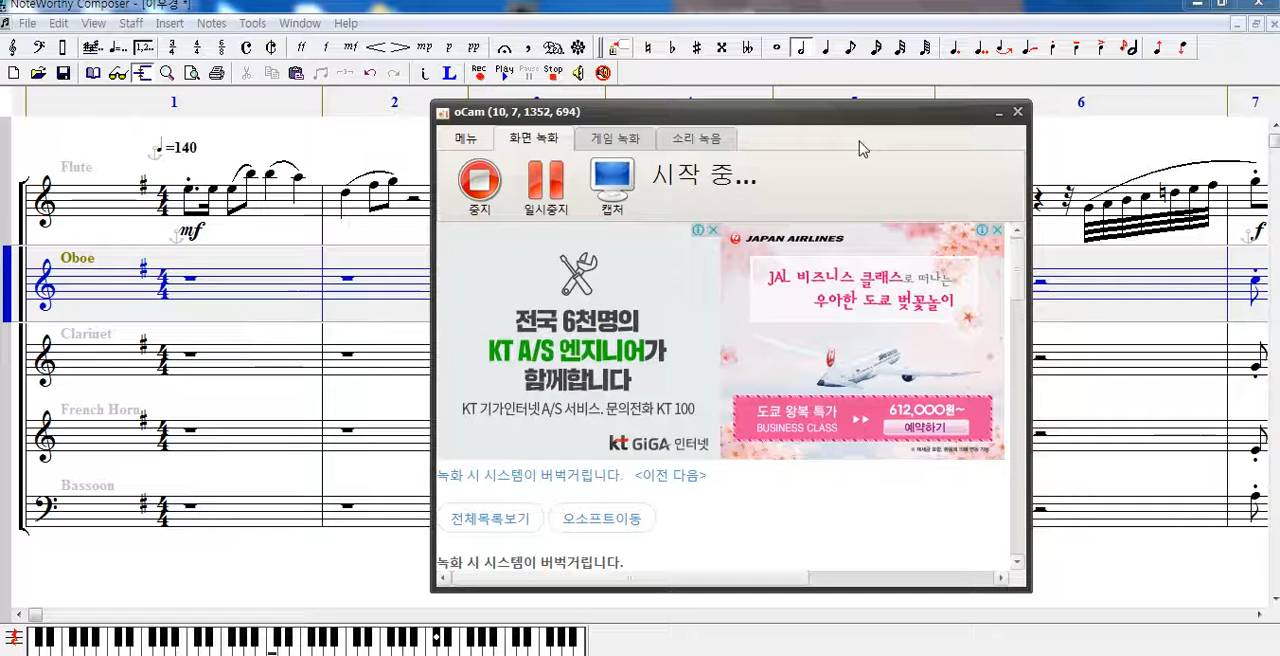 NoteWorthy Composer - [이우경 *]
File Edit View Staff Insert Notes Tools Window Help
ff f mf mp p pp
Rec Play Pause Stop
1 2 6 7
=140
Flute
mf
f
Oboe
Clarinet
French Horn
Bassoon
oCam (10, 7, 1352, 694)
메뉴 화면 녹화 게임 녹화 소리 녹음
시작 중...
중지 일시중지 캡처
전국 6천명의
KT A/S 엔지니어가
함께합니다
KT 기가인터넷 A/S 서비스. 문의전화 KT 100
kt GiGA 인터넷
JAPAN AIRLINES
JAL 비즈니스 클래스로 떠나는
우아한 도쿄 벚꽃놀이
도쿄 왕복 특가
BUSINESS CLASS
612,000원~
예약하기
녹화 시 시스템이 버벅거립니다. <이전 다음>
전체목록보기 오소프트이동
녹화 시 시스템이 버벅거립니다.